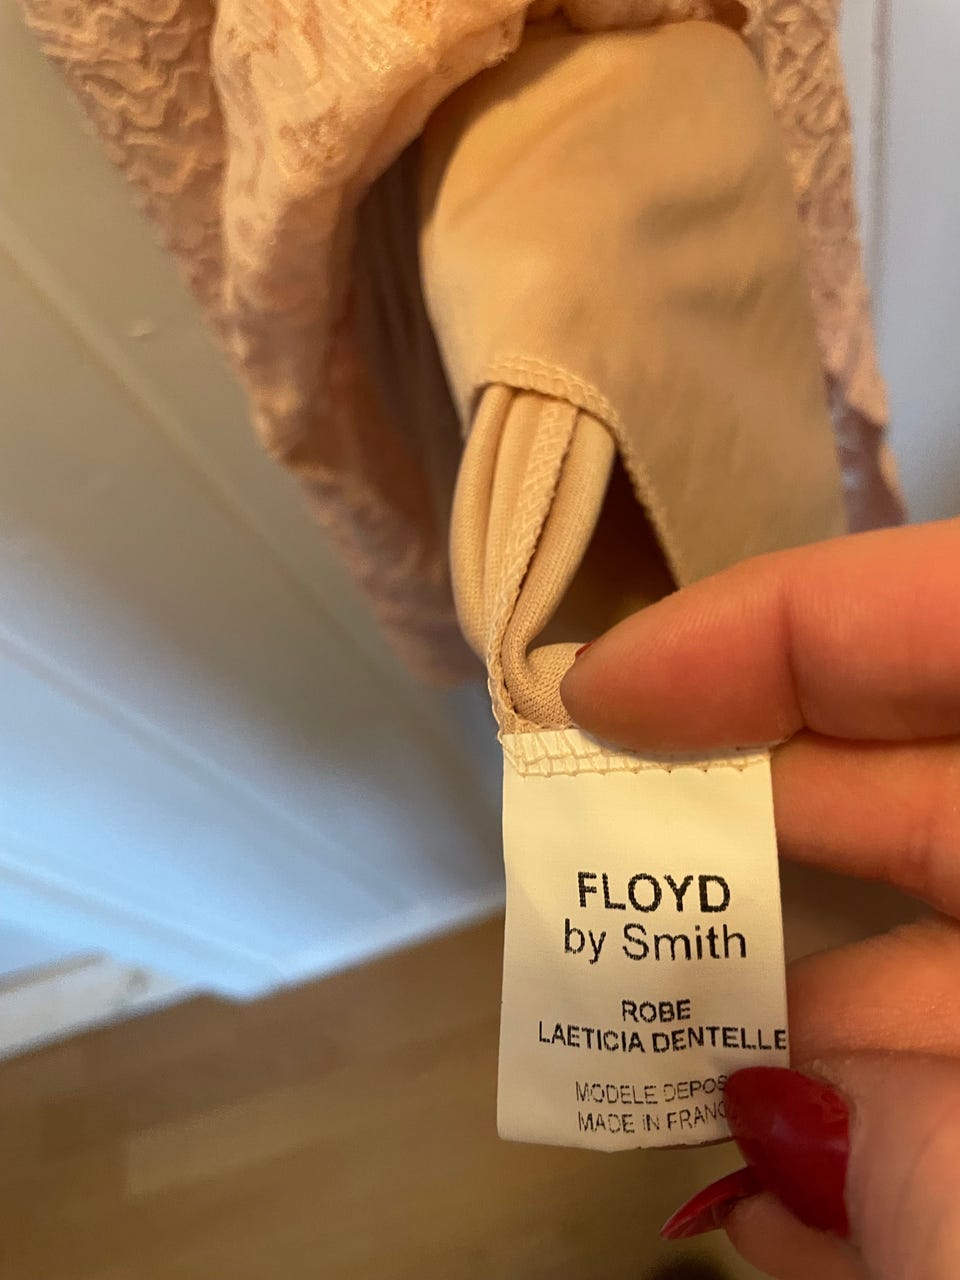 FLOYD
by Smith
ROBE
LAETICIA DENTELLE
MODELE
MADE IN